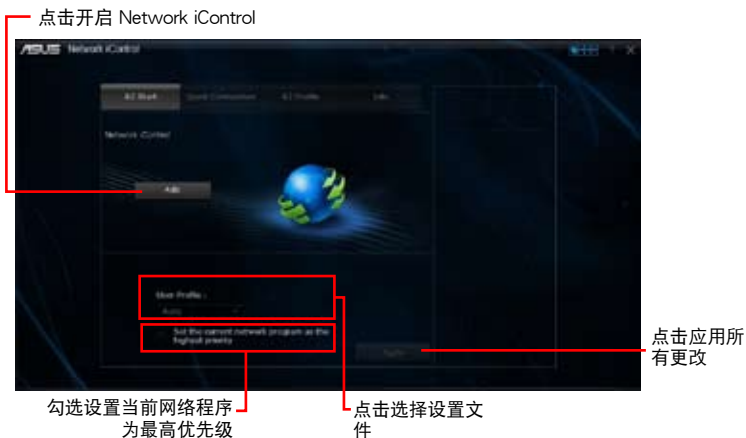 点击开启 Network iControl
ASUS Network iControl
EZ Start Quick Connection EZ Profile Info
Network iControl
User Profile :
Auto
Set the current network program as the
highest priority
点击应用所
有更改
勾选设置当前网络程序
为最高优先级
点击选择设置文
件